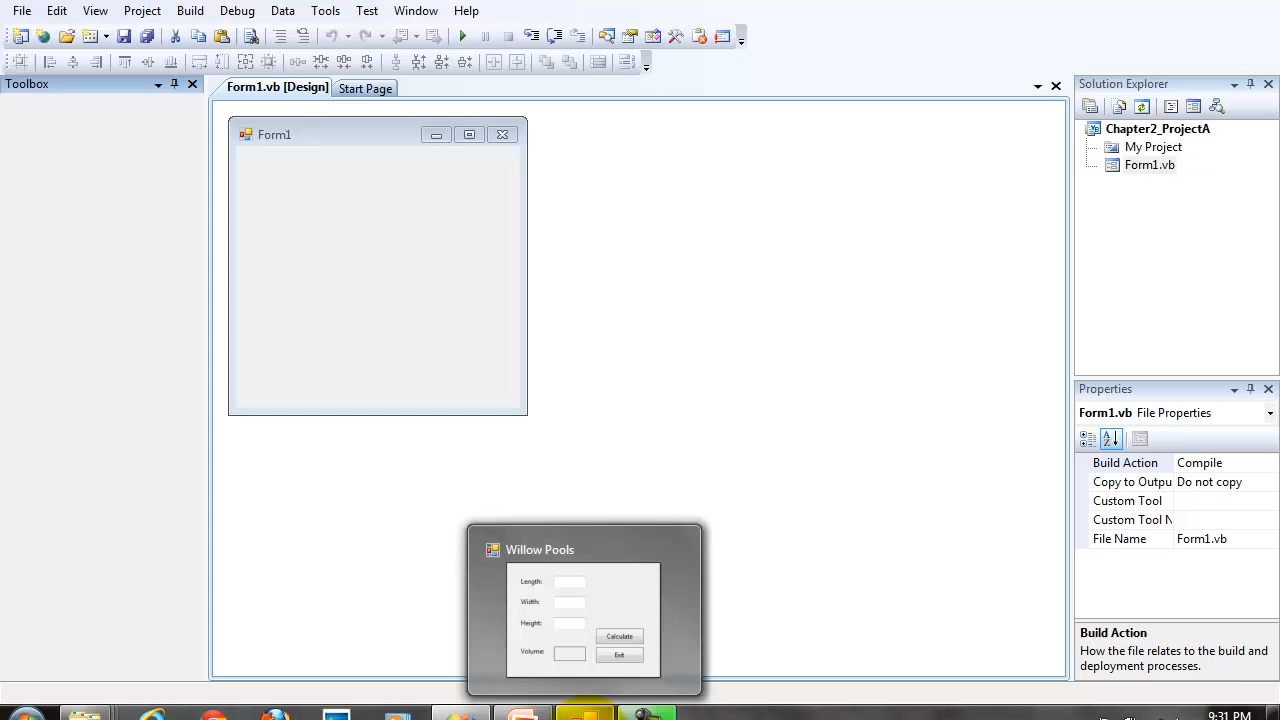 File Edit View Project Build Debug Data Tools Test Window Help
Toolbox
Form1.vb [Design] Start Page
Solution Explorer
Form1
Chapter2_ProjectA
My Project
Form1.vb
Properties
Form1.vb File Properties
Build Action Compile
Copy to Outpu Do not copy
Custom Tool
Custom Tool N
File Name Form1.vb
Build Action
How the file relates to the build and
deployment processes.
Willow Pools
Length:
Width:
Height:
Calculate
Volume:
Exit
9:31 PM